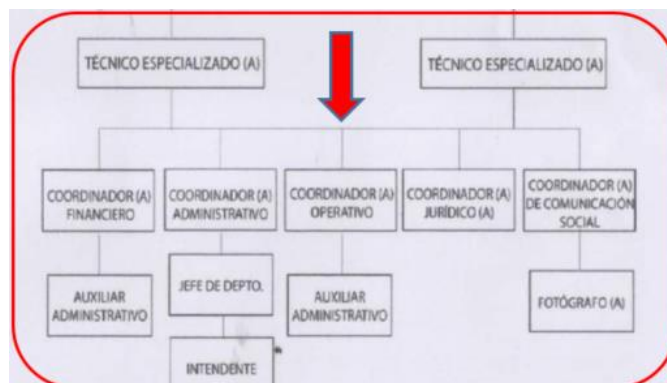 TÉCNICO ESPECIALIZADO (A)
TÉCNICO ESPECIALIZADO (A)
COORDINADOR (A)
FINANCIERO
COORDINADOR (A)
ADMINISTRATIVO
COORDINADOR (A)
OPERATIVO
COORDINADOR (A)
JURÍDICO (A)
COORDINADOR (A)
DE COMUNICACIÓN
SOCIAL
AUXILIAR
ADMINISTRATIVO
JEFE DE DEPTO.
AUXILIAR
ADMINISTRATIVO
FOTÓGRAFO (A)
INTENDENTE